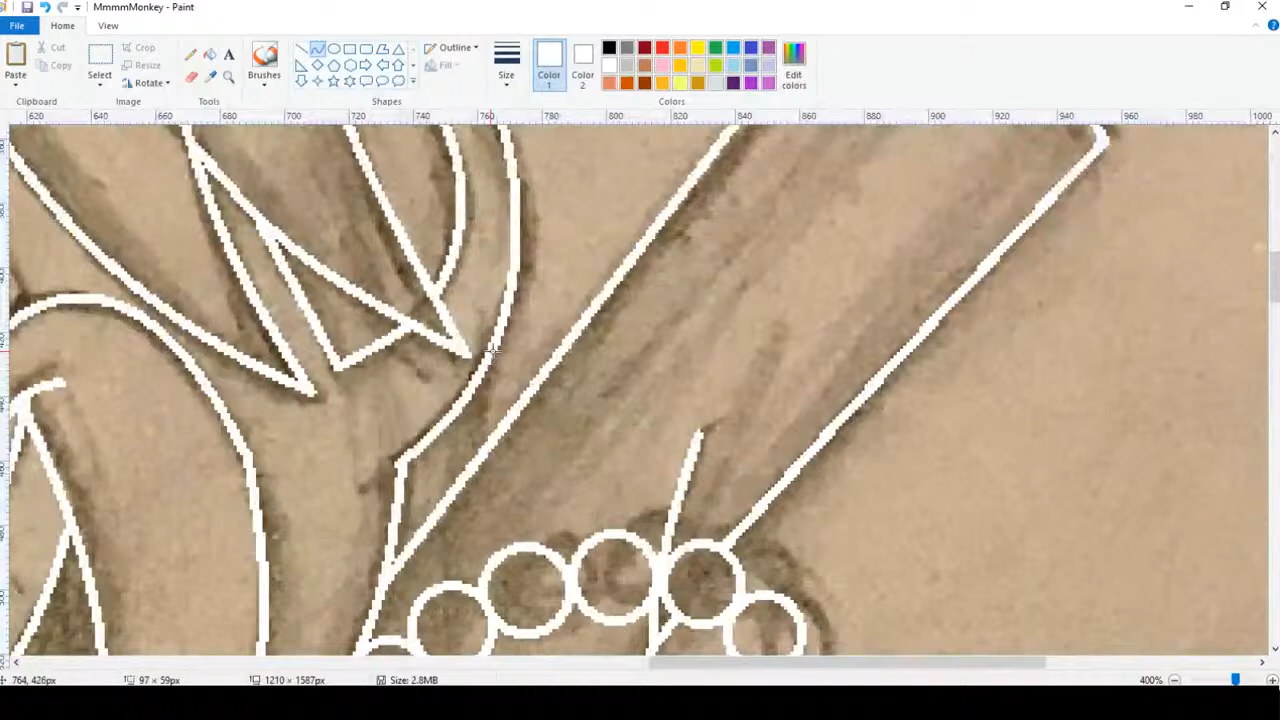 MmmmMonkey - Paint
File Home View
Paste Cut Copy
Clipboard
Select Crop Resize Rotate
Image
A
Tools
Brushes
Outline Fill
Shapes
Size
Color 1
Color 2
Edit colors
Colors
620 640 660 680 700 720 740 760 780 800 820 840 860 880 900 920 940 960 980 1000
764, 426px 97 × 59px 1210 × 1587px Size: 2.8MB 400%